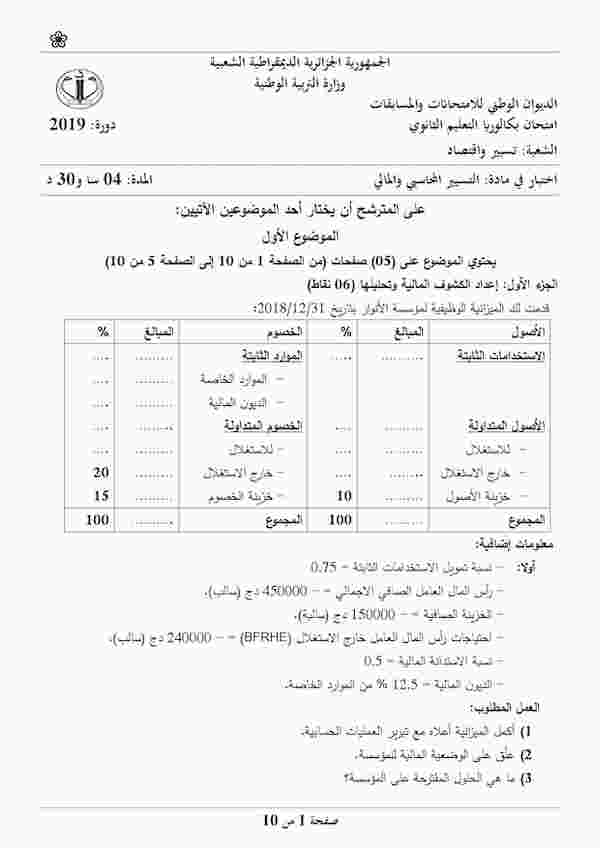 الجمهورية الجزائرية الديمقراطية الشعبية
وزارة التربية الوطنية
الديوان الوطني للامتحانات والمسابقات
امتحان بكالوريا التعليم الثانوي
دورة: 2019
الشعبة: تسيير واقتصاد
اختبار في مادة: التسيير المحاسبي والمالي
المدة: 04 سا و30 د
على المترشح أن يختار أحد الموضوعين الآتيين:
الموضوع الأول
يحتوي الموضوع على (05) صفحات (من الصفحة 1 من 10 إلى الصفحة 5 من 10)
الجزء الأول: إعداد الكشوف المالية وتحليلها (06 نقاط)
قدمت لك الميزانية الوظيفية لمؤسسة الأنوار بتاريخ 2018/12/31:
الأصول المبالغ % الخصوم المبالغ %
الاستخدامات الثابتة ......... ..... الموارد الثابتة ......... ....
– الموارد الخاصة ......... ....
– الديون المالية ......... ....
الأصول المتداولة ......... .... الخصوم المتداولة ........ ....
– للاستغلال ......... .... – للاستغلال ......... ....
– خارج الاستغلال ........ .... – خارج الاستغلال ......... 20
– خزينة الأصول ......... 10 – خزينة الخصوم ......... 15
المجموع ......... 100 المجموع ........ 100
معلومات إضافية:
أولا: – نسبة تمويل الاستخدامات الثابتة = 0.75
– رأس المال العامل الصافي الاجمالي = – 450000 دج (سالب).
– الخزينة الصافية = – 150000 دج (سالبة).
– احتياجات رأس المال العامل خارج الاستغلال (BFRHE) = – 240000 دج (سالب).
– نسبة الاستدانة المالية = 0.5
– الديون المالية = 12.5 % من الموارد الخاصة.
العمل المطلوب:
1) أكمل الميزانية أعلاه مع تبرير العمليات الحسابية.
2) علّق على الوضعية المالية للمؤسسة.
3) ما هي الحلول المقترحة على المؤسسة؟
صفحة 1 من 10